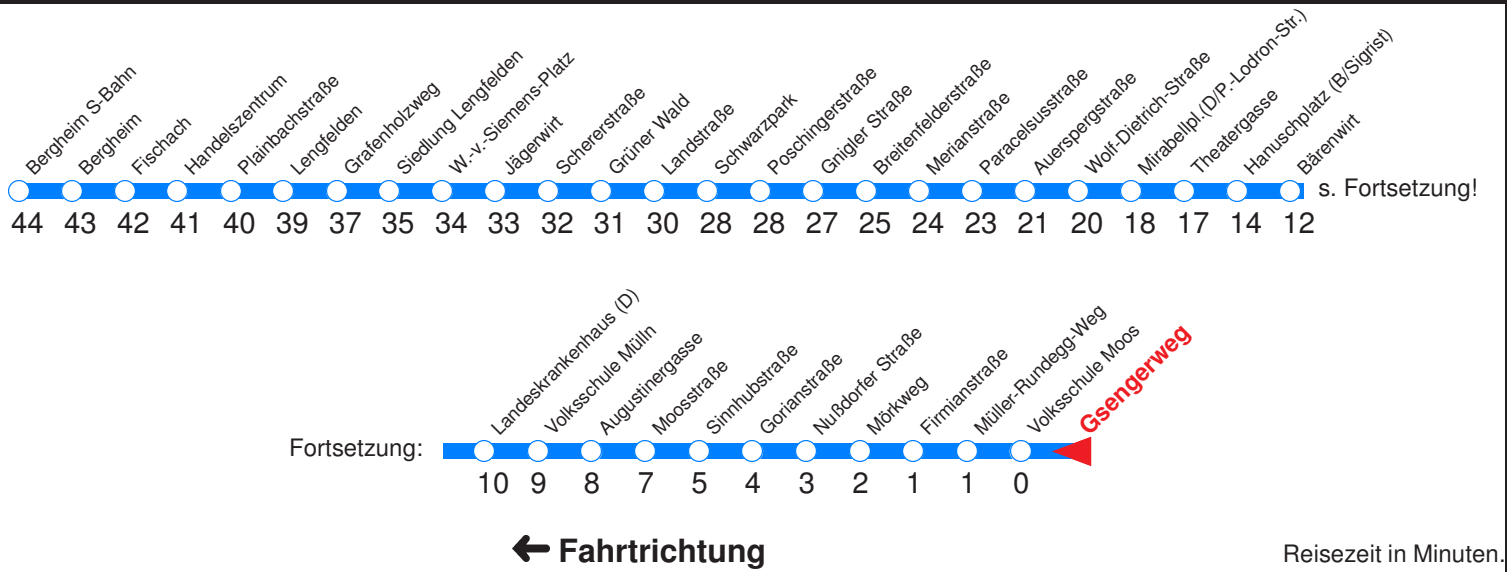 Bergheim S-Bahn
Bergheim
Fischach
Handelszentrum
Plainbachstraße
Lengfelden
Grafenholzweg
Siedlung Lengfelden
W.-v.-Siemens-Platz
Jägerwirt
Schererstraße
Grüner Wald
Landstraße
Schwarzpark
Poschingerstraße
Gnigler Straße
Breitenfelderstraße
Merianstraße
Paracelsusstraße
Auerspergstraße
Wolf-Dietrich-Straße
Mirabellpl.(D/P.-Lodron-Str.)
Theatergasse
Hanuschplatz (B/Sigrist)
Bärenwirt
s. Fortsetzung!
44 43 42 41 40 39 37 35 34 33 32 31 30 28 28 27 25 24 23 21 20 18 17 14 12
Landeskrankenhaus (D)
Volksschule Mülln
Augustinergasse
Moosstraße
Sinnhubstraße
Gorianstraße
Nußdorfer Straße
Mörkweg
Firmianstraße
Müller-Rundegg-Weg
Volksschule Moos
Gsengerweg
Fortsetzung:
10 9 8 7 5 4 3 2 1 1 0
← Fahrtrichtung
Reisezeit in Minuten.